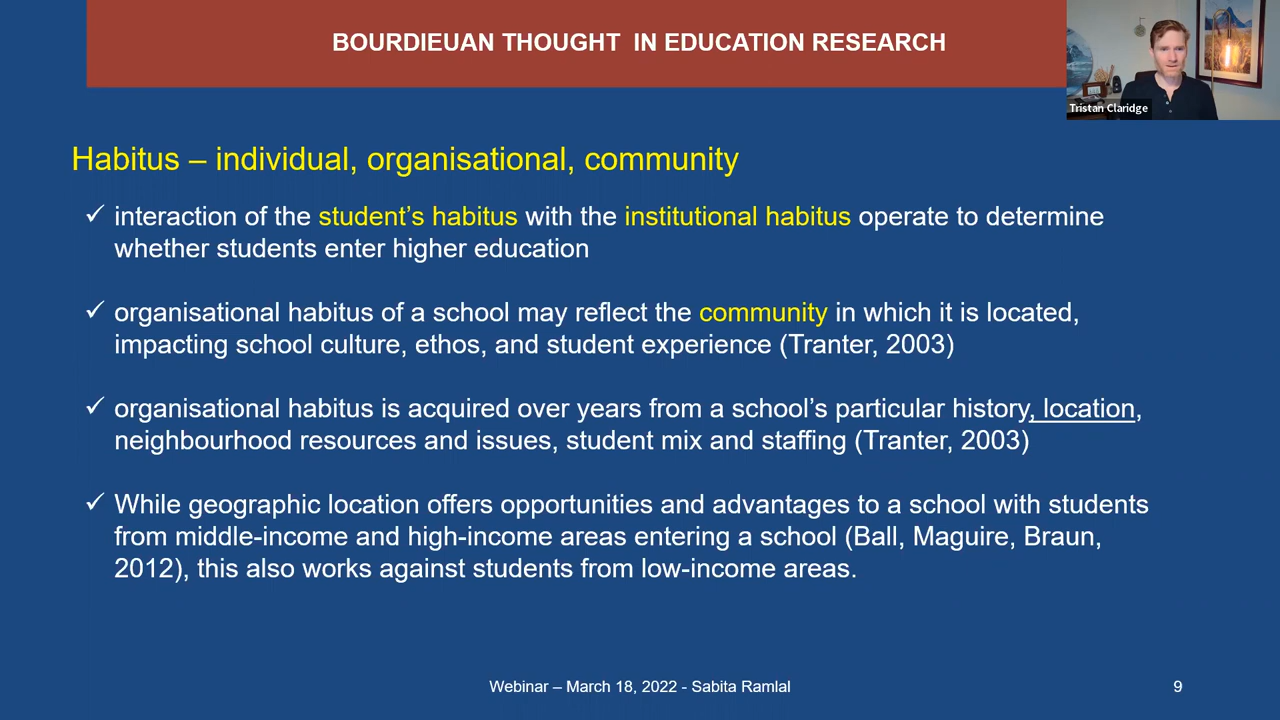 BOURDIEUAN THOUGHT IN EDUCATION RESEARCH
Tristan Claridge
Habitus – individual, organisational, community
✓ interaction of the student’s habitus with the institutional habitus operate to determine
whether students enter higher education
✓ organisational habitus of a school may reflect the community in which it is located,
impacting school culture, ethos, and student experience (Tranter, 2003)
✓ organisational habitus is acquired over years from a school’s particular history, location,
neighbourhood resources and issues, student mix and staffing (Tranter, 2003)
✓ While geographic location offers opportunities and advantages to a school with students
from middle-income and high-income areas entering a school (Ball, Maguire, Braun,
2012), this also works against students from low-income areas.
Webinar – March 18, 2022 - Sabita Ramlal
9